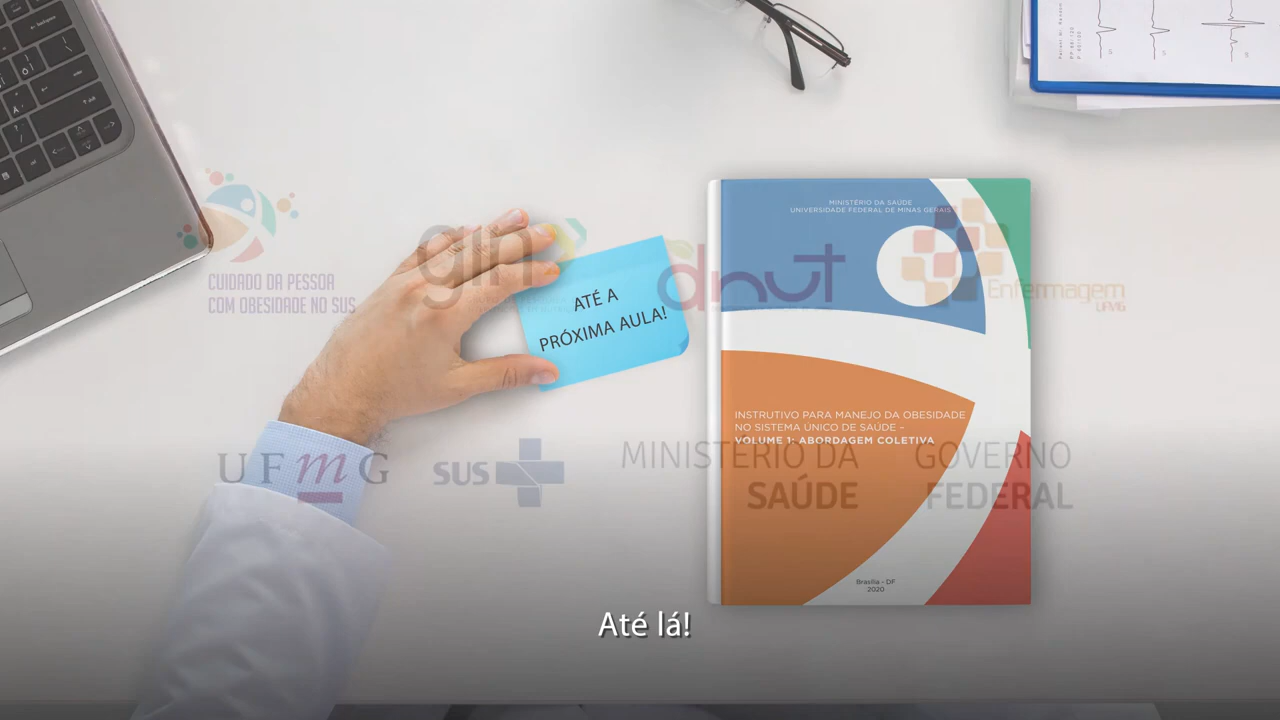 MINISTÉRIO DA SAÚDE
UNIVERSIDADE FEDERAL DE MINAS GERAIS
CUIDADO DA PESSOA
COM OBESIDADE NO SUS
dnut
Enfermagem
UFMG
ATÉ A
PRÓXIMA AULA!
INSTRUTIVO PARA MANEJO DA OBESIDADE
NO SISTEMA ÚNICO DE SAÚDE –
VOLUME 1: ABORDAGEM COLETIVA
UFmG
SUS
MINISTÉRIO DA
SAÚDE
GOVERNO
FEDERAL
Brasília - DF
2020
Até lá!